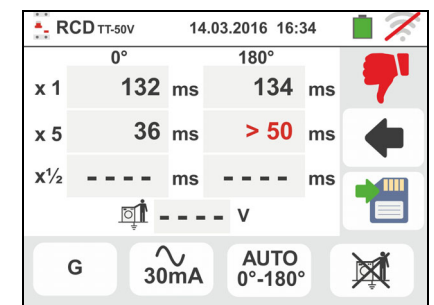 RCD TT-50V 14.03.2016 16:34
0° 180°
x 1 132 ms 134 ms
x 5 36 ms > 50 ms
x½ - - - - ms - - - - ms
- - - - V
G 30mA AUTO
0°-180°